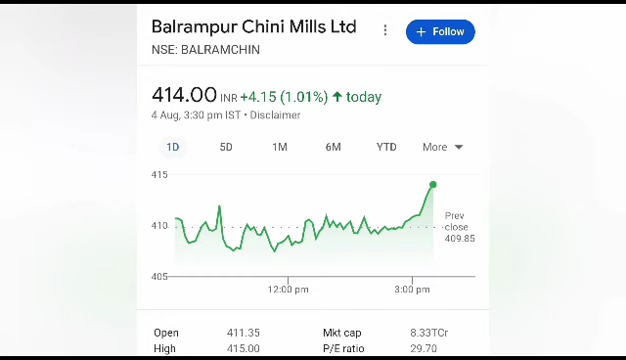 Balrampur Chini Mills Ltd
+ Follow
NSE: BALRAMCHIN
414.00 INR +4.15 (1.01%) ↑ today
4 Aug, 3:30 pm IST • Disclaimer
1D 5D 1M 6M YTD More
415
410
405
Prev
close
409.85
12:00 pm 3:00 pm
Open 411.35 Mkt cap 8.33TCr
High 415.00 P/E ratio 29.70